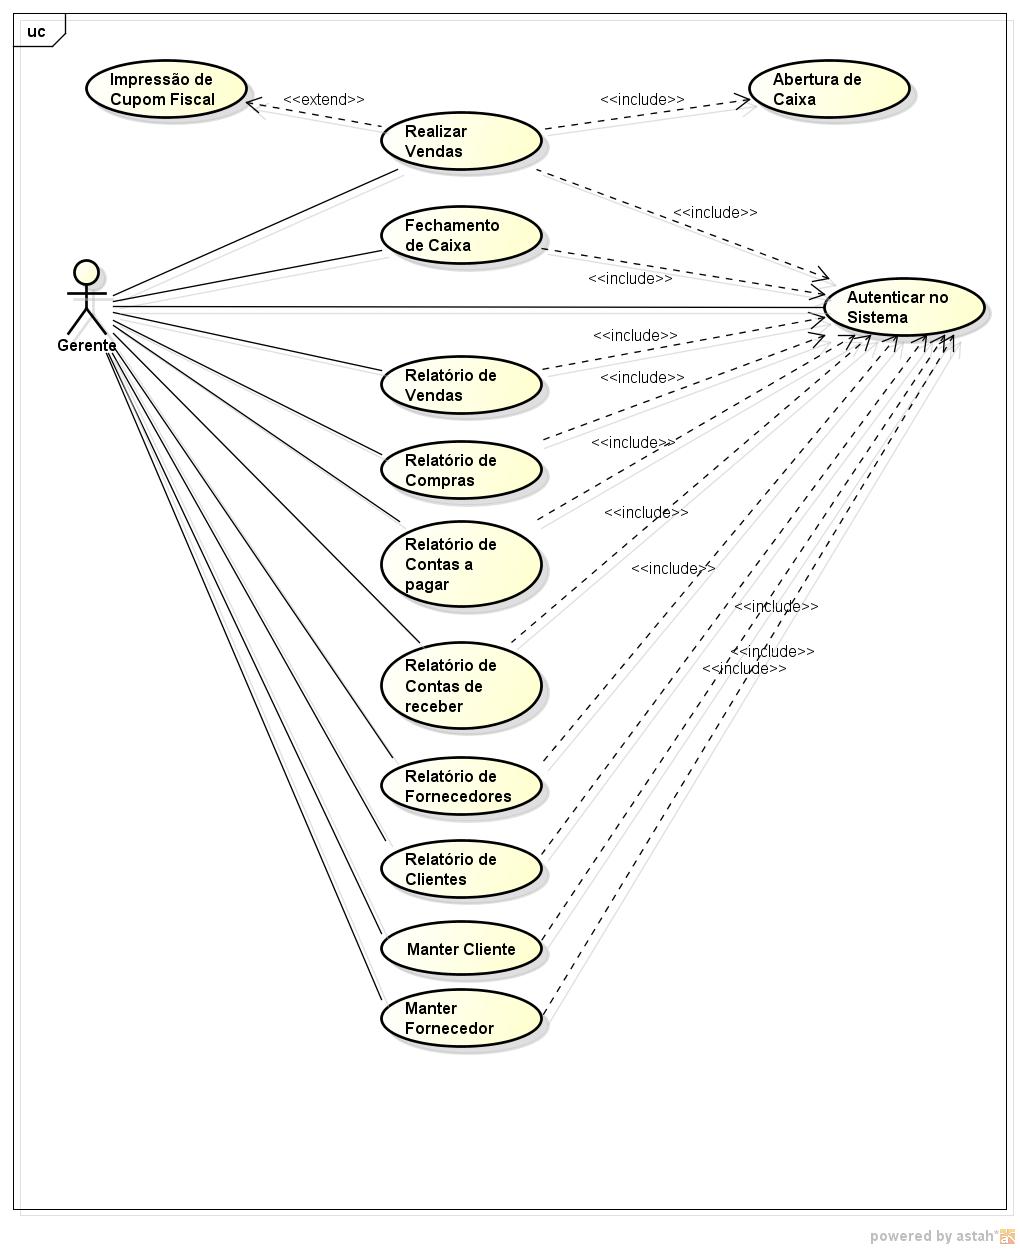 uc
Impressão de
Cupom Fiscal
<<extend>>
<<include>>
Abertura de
Caixa
Realizar
Vendas
<<include>>
Fechamento
de Caixa
<<include>>
Autenticar no
Sistema
Gerente
<<include>>
Relatório de
Vendas
<<include>>
<<include>>
Relatório de
Compras
<<include>>
Relatório de
Contas a
pagar
<<include>>
<<include>>
Relatório de
Contas de
receber
<<include>>
<<include>>
Relatório de
Fornecedores
Relatório de
Clientes
Manter Cliente
Manter
Fornecedor
powered by astah*